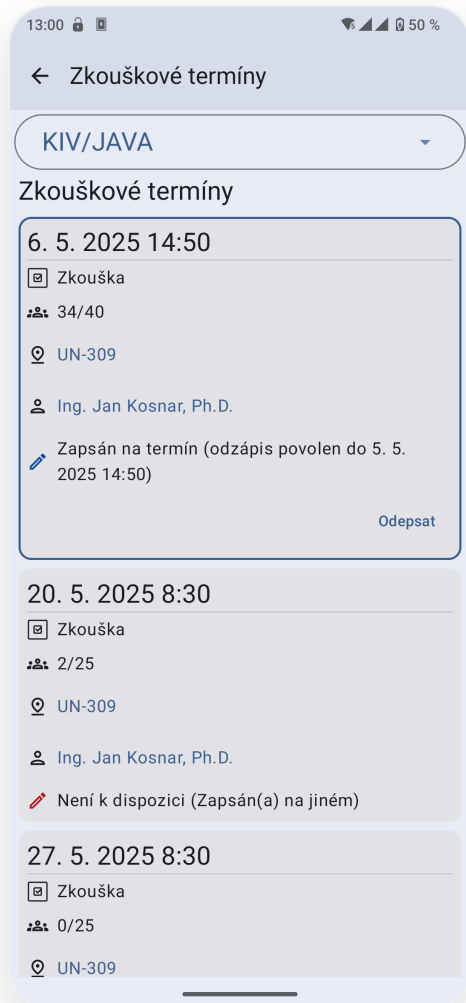 13:00 50 %
Zkouškové termíny
KIV/JAVA
Zkouškové termíny
6. 5. 2025 14:50
Zkouška
34/40
UN-309
Ing. Jan Kosnar, Ph.D.
Zapsán na termín (odzápis povolen do 5. 5.
2025 14:50)
Odepsat
20. 5. 2025 8:30
Zkouška
2/25
UN-309
Ing. Jan Kosnar, Ph.D.
Není k dispozici (Zapsán(a) na jiném)
27. 5. 2025 8:30
Zkouška
0/25
UN-309